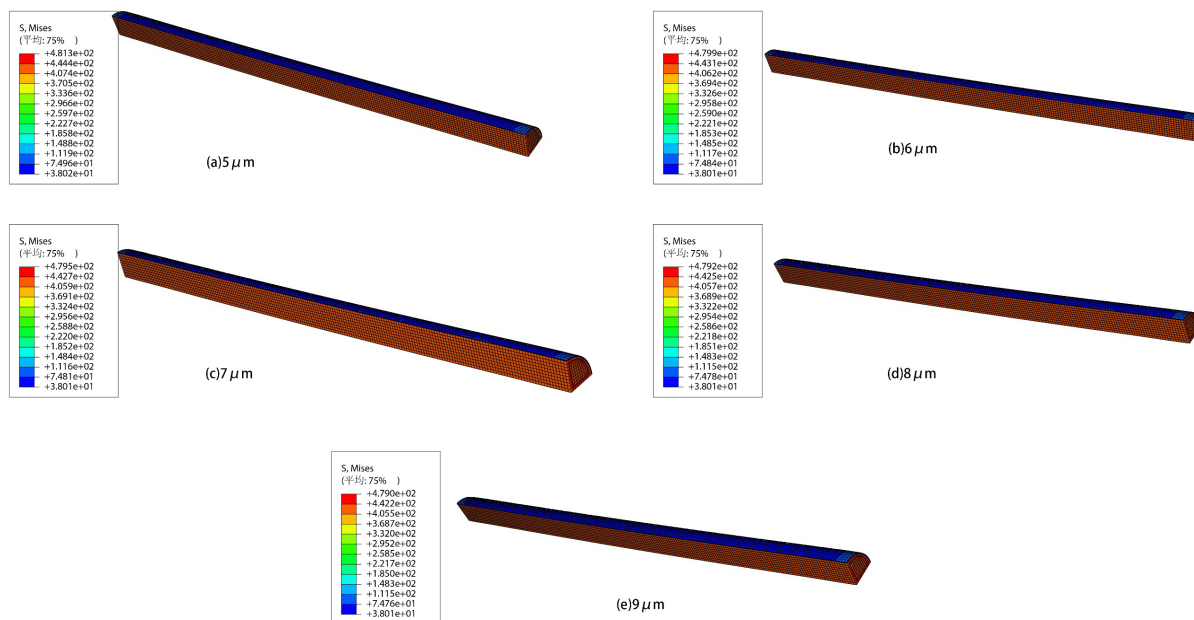 S, Mises
(平均: 75%    )
+4.813e+02
+4.444e+02
+4.074e+02
+3.705e+02
+3.336e+02
+2.966e+02
+2.597e+02
+2.227e+02
+1.858e+02
+1.488e+02
+1.119e+02
+7.496e+01
+3.802e+01
(a)5μm
S, Mises
(平均: 75%    )
+4.799e+02
+4.431e+02
+4.062e+02
+3.694e+02
+3.326e+02
+2.958e+02
+2.590e+02
+2.221e+02
+1.853e+02
+1.485e+02
+1.117e+02
+7.484e+01
+3.801e+01
(b)6μm
S, Mises
(平均: 75%    )
+4.795e+02
+4.427e+02
+4.059e+02
+3.691e+02
+3.324e+02
+2.956e+02
+2.588e+02
+2.220e+02
+1.852e+02
+1.484e+02
+1.116e+02
+7.481e+01
+3.801e+01
(c)7μm
S, Mises
(平均: 75%    )
+4.792e+02
+4.425e+02
+4.057e+02
+3.689e+02
+3.322e+02
+2.954e+02
+2.586e+02
+2.218e+02
+1.851e+02
+1.483e+02
+1.115e+02
+7.478e+01
+3.801e+01
(d)8μm
S, Mises
(平均: 75%    )
+4.790e+02
+4.422e+02
+4.055e+02
+3.687e+02
+3.320e+02
+2.952e+02
+2.585e+02
+2.217e+02
+1.850e+02
+1.483e+02
+1.115e+02
+7.476e+01
+3.801e+01
(e)9μm